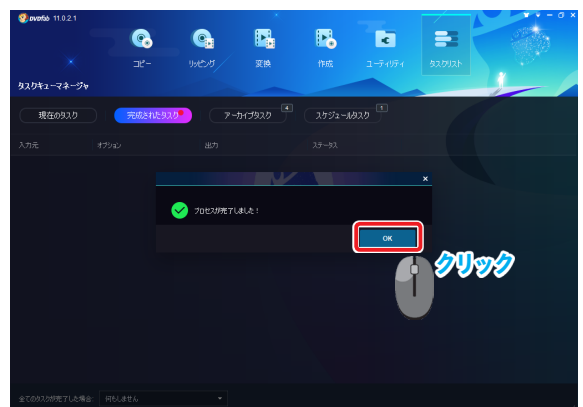 DVDFab 11.0.2.1
コピー
リッピング
変換
作成
ユーティリティ
タスクリスト
タスクキューマネージャ
現在のタスク
完成されたタスク
アーカイブタスク
4
スケジュールタスク
1
入力元
オプション
出力
ステータス
プロセスが完了しました！
OK
クリック
全てのタスクが完了した場合:
何もしません